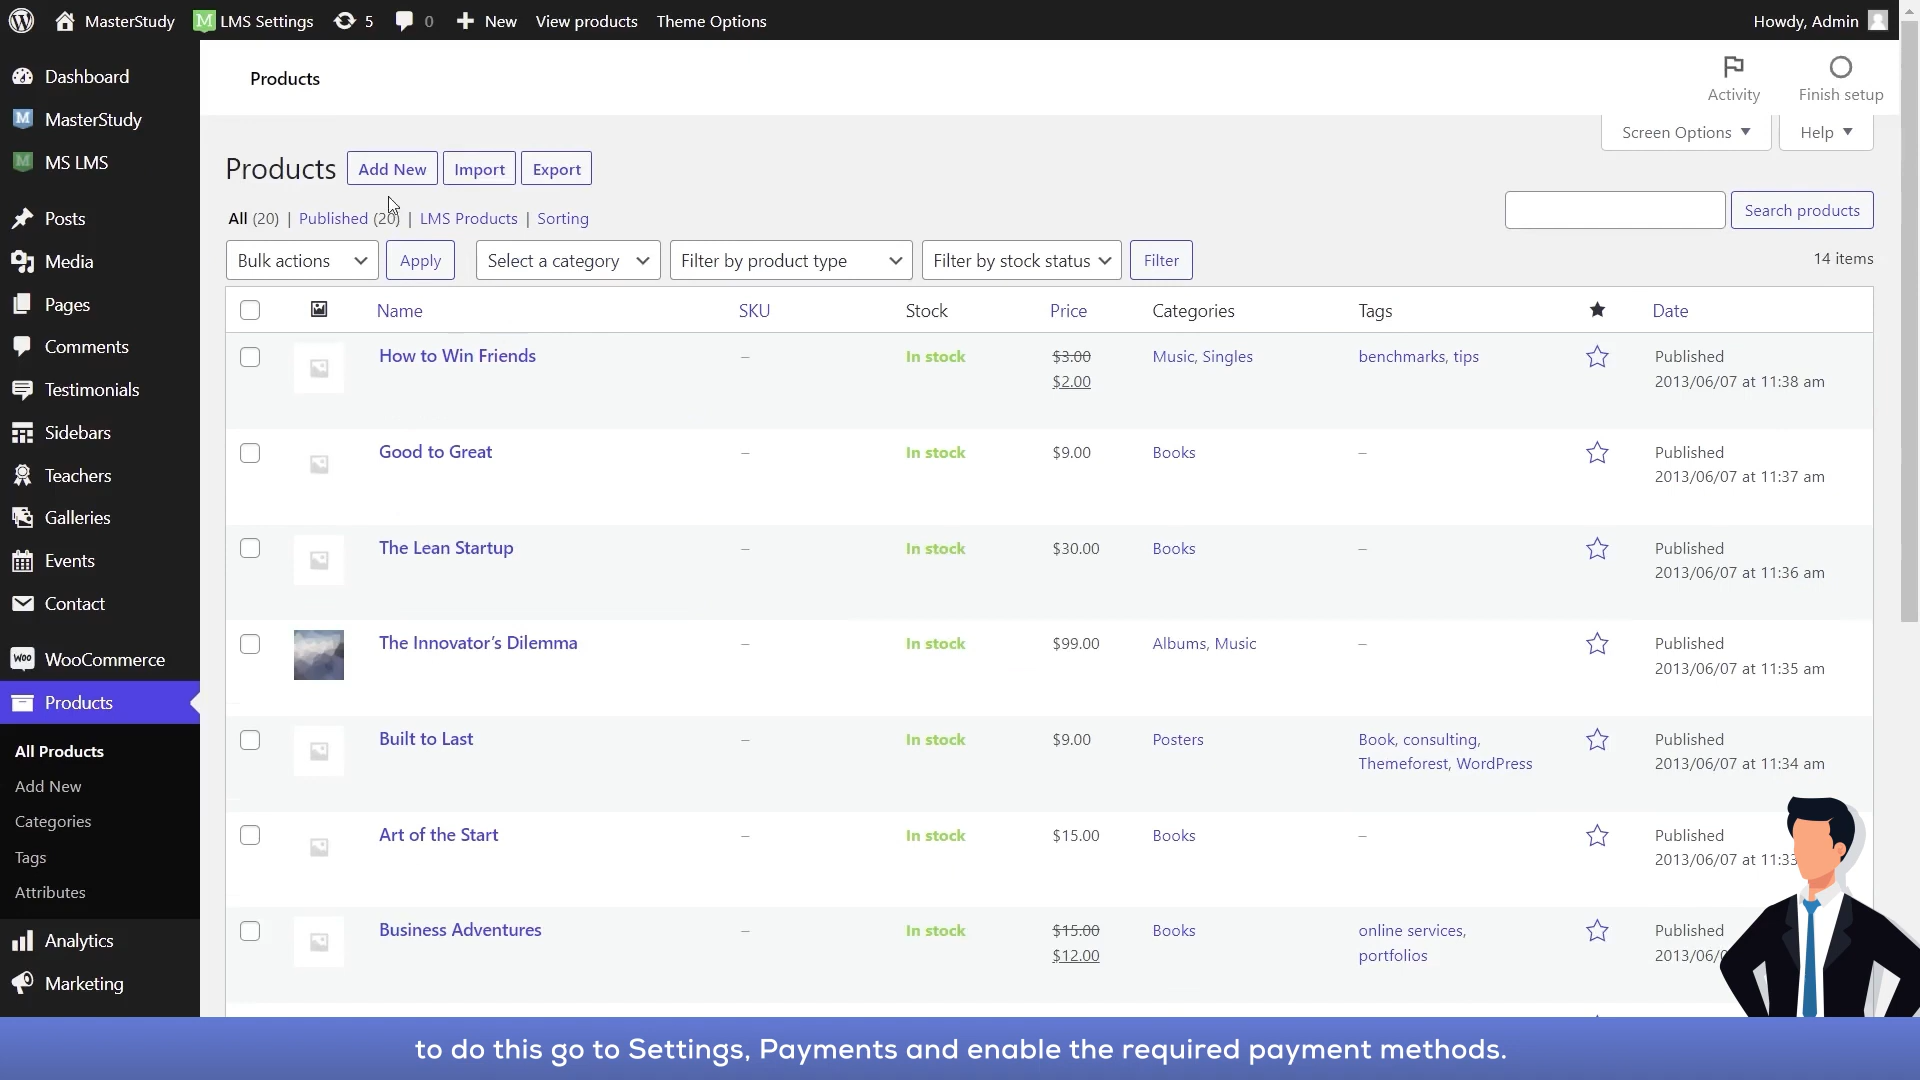 MasterStudy LMS Settings 5 0 New View products Theme Options Howdy, Admin
Dashboard
MasterStudy
MS LMS
Posts
Media
Pages
Comments
Testimonials
Sidebars
Teachers
Galleries
Events
Contact
WooCommerce
Products
All Products
Add New
Categories
Tags
Attributes
Analytics
Marketing
Products
Activity
Finish setup
Screen Options
Help
Products Add New Import Export
All (20) | Published (20) | LMS Products | Sorting
Search products
Bulk actions Apply Select a category Filter by product type Filter by stock status Filter
14 items
Name SKU Stock Price Categories Tags Date
How to Win Friends – In stock $3.00 Music, Singles benchmarks, tips Published
$2.00 2013/06/07 at 11:38 am
Good to Great – In stock $9.00 Books – Published
2013/06/07 at 11:37 am
The Lean Startup – In stock $30.00 Books – Published
2013/06/07 at 11:36 am
The Innovator’s Dilemma – In stock $99.00 Albums, Music – Published
2013/06/07 at 11:35 am
Built to Last – In stock $9.00 Posters Book, consulting, Published
Themeforest, WordPress 2013/06/07 at 11:34 am
Art of the Start – In stock $15.00 Books – Published
2013/06/07 at 11:33
Business Adventures – In stock $15.00 Books online services, Published
$12.00 portfolios 2013/06/
to do this go to Settings, Payments and enable the required payment methods.